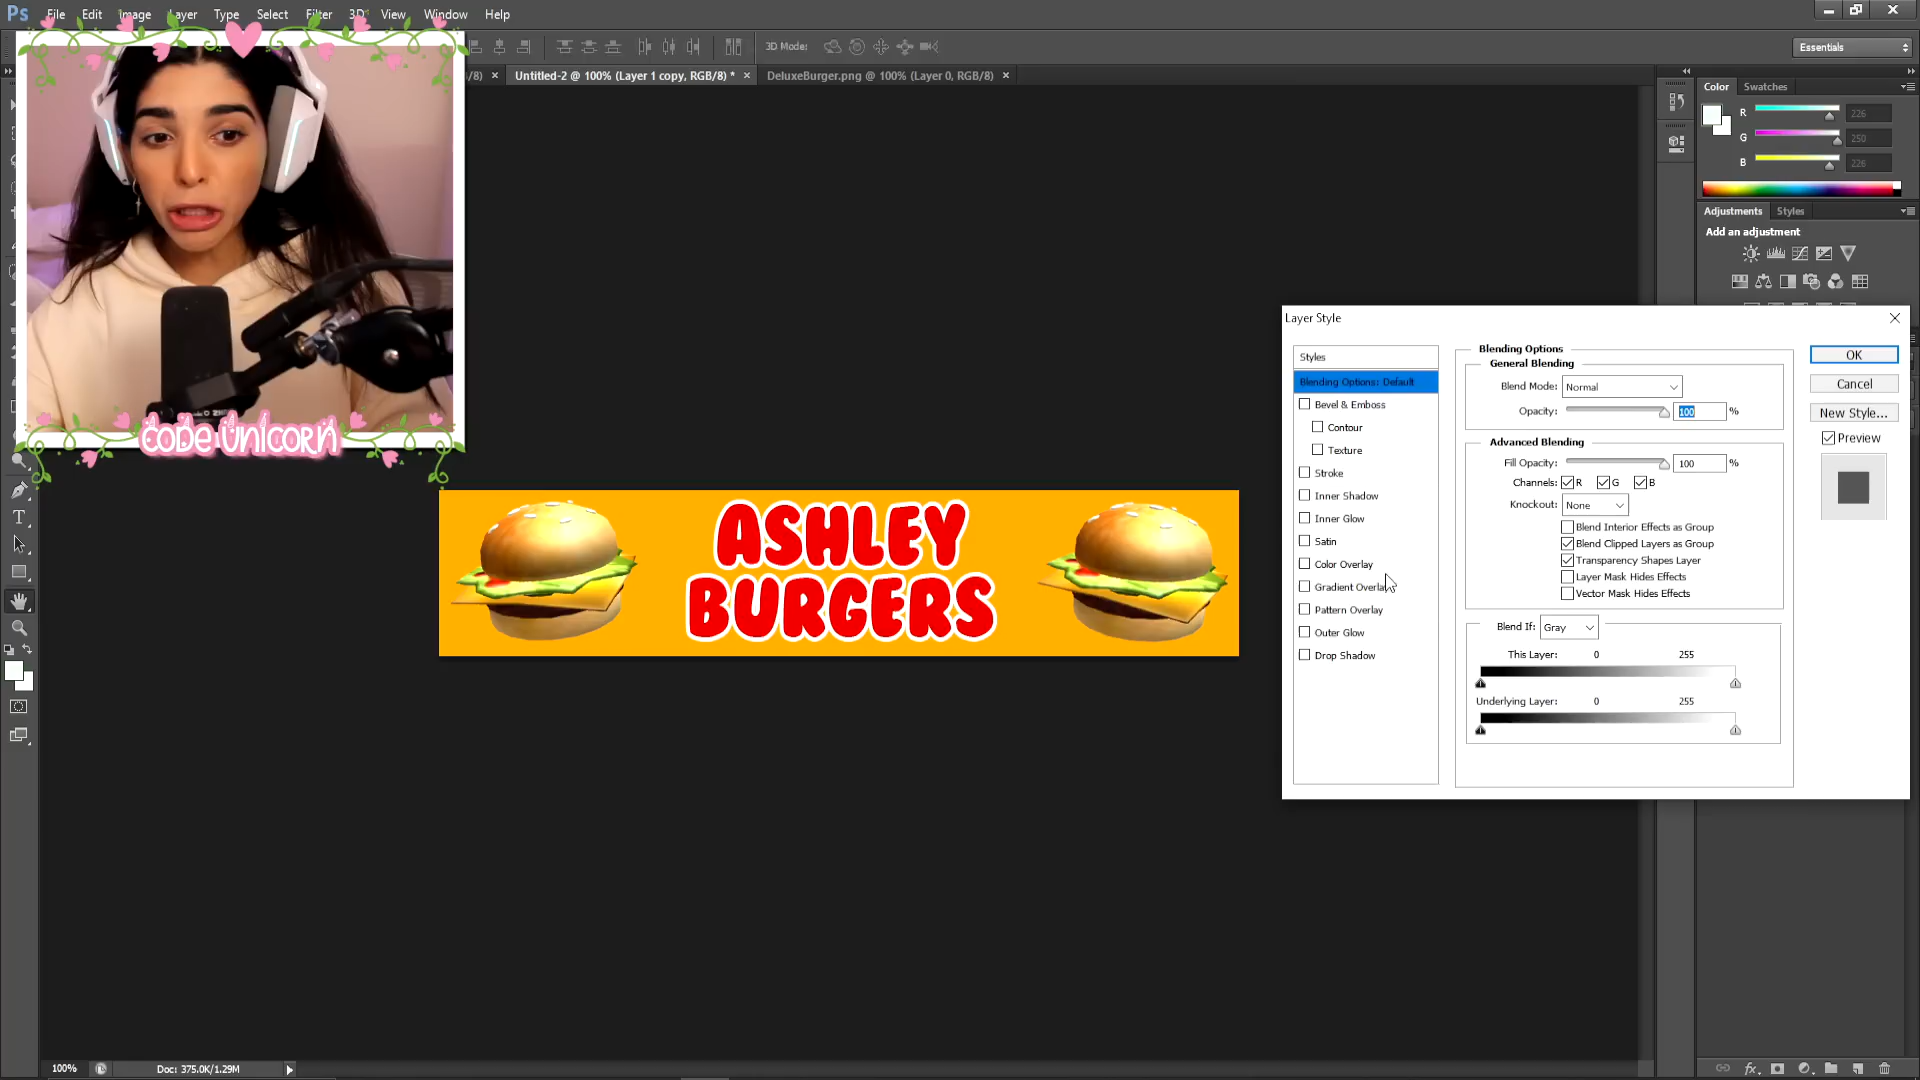 Ps File Edit Image Layer Type Select Filter 3D View Window Help
3D Mode:
Essentials
/8) × Untitled-2 @ 100% (Layer 1 copy, RGB/8) * × DeluxeBurger.png @ 100% (Layer 0, RGB/8) ×
Color Swatches
R 226
G 250
B 226
Adjustments Styles
Add an adjustment
CODE UNICORN
ASHLEY
BURGERS
Layer Style
Styles
Blending Options: Default
Bevel & Emboss
Contour
Texture
Stroke
Inner Shadow
Inner Glow
Satin
Color Overlay
Gradient Overlay
Pattern Overlay
Outer Glow
Drop Shadow
Blending Options
General Blending
Blend Mode: Normal
Opacity: 100 %
Advanced Blending
Fill Opacity: 100 %
Channels: R G B
Knockout: None
Blend Interior Effects as Group
Blend Clipped Layers as Group
Transparency Shapes Layer
Layer Mask Hides Effects
Vector Mask Hides Effects
Blend If: Gray
This Layer: 0 255
Underlying Layer: 0 255
OK
Cancel
New Style...
Preview
100% Doc: 375.0K/1.29M